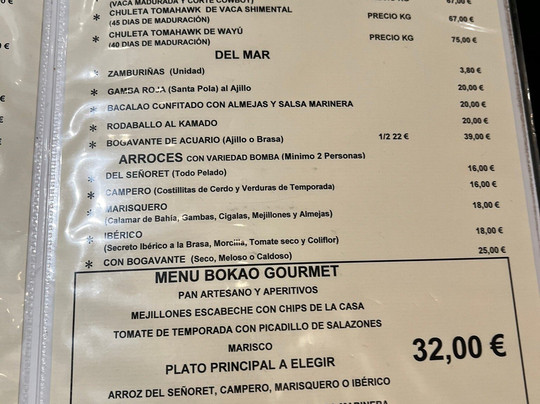 (VACA MADURADA Y CORTE COWBOY) 67,00 €
CHULETA TOMAHAWK DE VACA SHIMENTAL PRECIO KG 67,00 €
(45 DIAS DE MADURACIÓN)
CHULETA TOMAHAWK DE WAYÙ PRECIO KG 75,00 €
(40 DIAS DE MADURACIÓN)
DEL MAR
* ZAMBURIÑAS (Unidad) 3,80 €
* GAMBA ROJA (Santa Pola) al Ajillo 20,00 €
* BACALAO CONFITADO CON ALMEJAS Y SALSA MARINERA 20,00 €
* RODABALLO AL KAMADO 20,00 €
* BOGAVANTE DE ACUARIO (Ajillo o Brasa) 1/2 22 € 39,00 €
ARROCES CON VARIEDAD BOMBA (Minimo 2 Personas)
* DEL SEÑORET (Todo Pelado) 16,00 €
* CAMPERO (Costillitas de Cerdo y Verduras de Temporada) 16,00 €
* MARISQUERO 18,00 €
(Calamar de Bahía, Gambas, Cigalas, Mejillones y Almejas)
* IBÉRICO 18,00 €
(Secreto Ibérico a la Brasa, Morcilla, Tomate seco y Coliflor)
* CON BOGAVANTE (Seco, Meloso o Caldoso) 25,00 €
MENU BOKAO GOURMET
PAN ARTESANO Y APERITIVOS
MEJILLONES ESCABECHE CON CHIPS DE LA CASA
TOMATE DE TEMPORADA CON PICADILLO DE SALAZONES
MARISCO
32,00 €
PLATO PRINCIPAL A ELEGIR
ARROZ DEL SEÑORET, CAMPERO, MARISQUERO O IBÉRICO
MARINERA